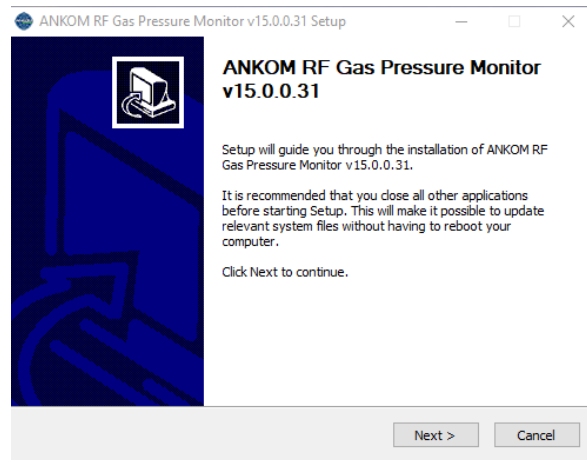 ANKOM RF Gas Pressure Monitor v15.0.0.31 Setup
ANKOM RF Gas Pressure Monitor
v15.0.0.31
Setup will guide you through the installation of ANKOM RF
Gas Pressure Monitor v15.0.0.31.
It is recommended that you close all other applications
before starting Setup. This will make it possible to update
relevant system files without having to reboot your
computer.
Click Next to continue.
Next >
Cancel